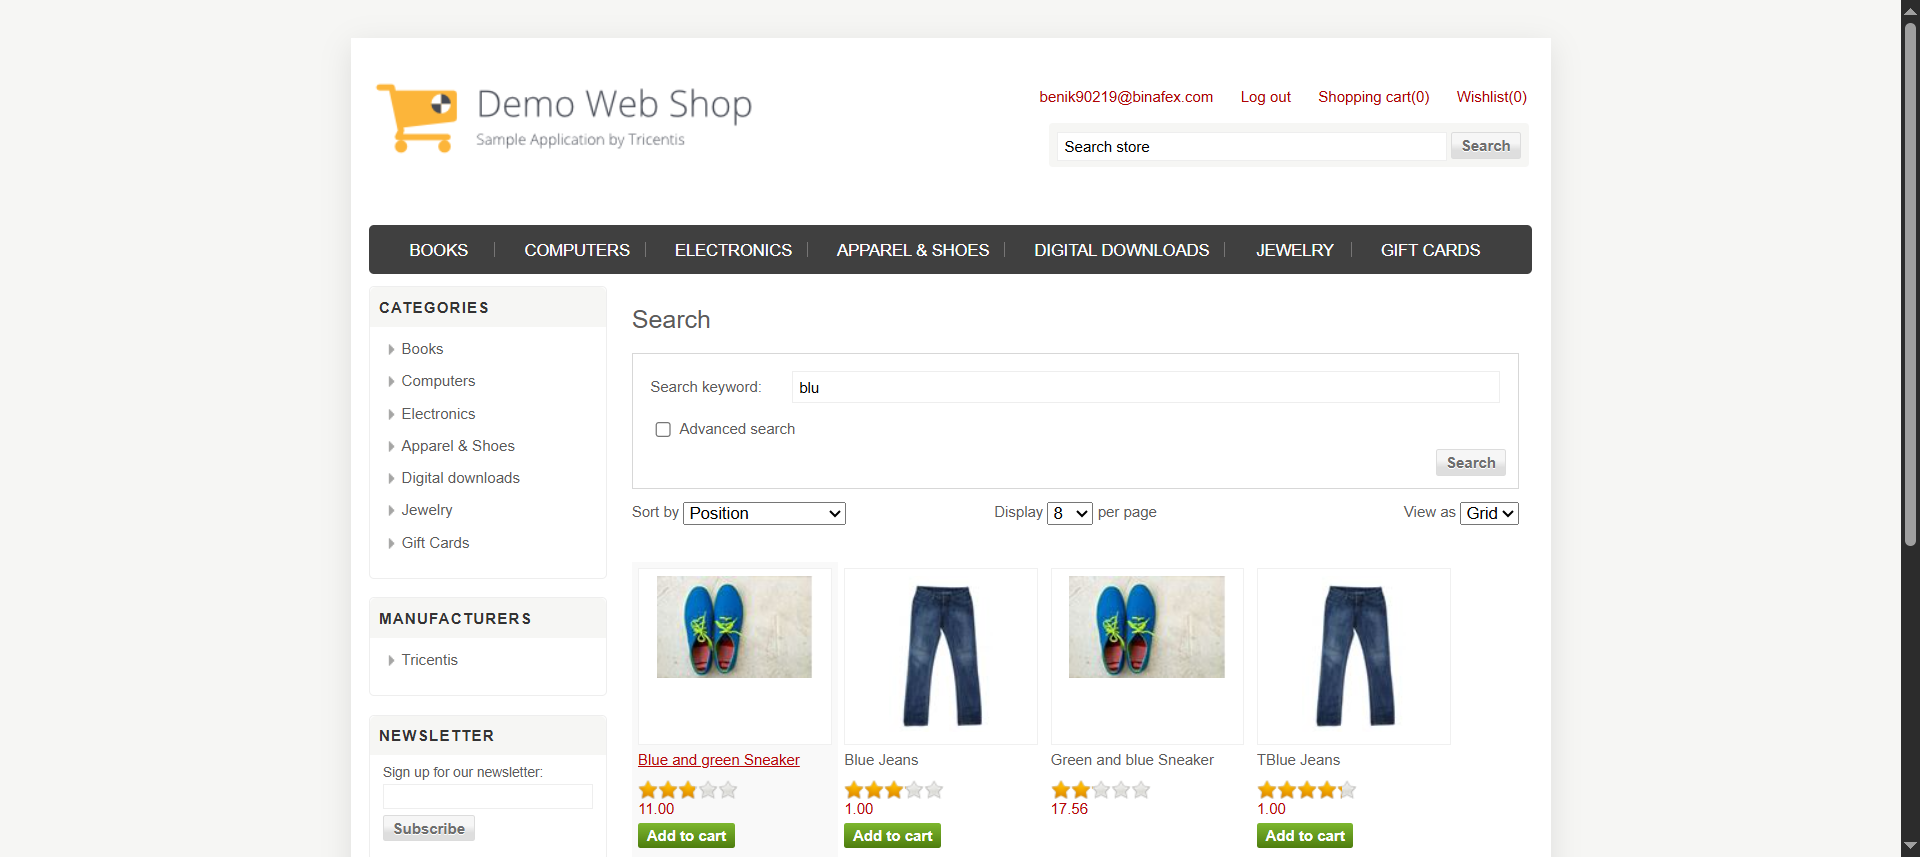 Demo Web Shop
Sample Application by Tricentis
benik90219@binafex.com Log out Shopping cart(0) Wishlist(0)
Search store Search
BOOKS COMPUTERS ELECTRONICS APPAREL & SHOES DIGITAL DOWNLOADS JEWELRY GIFT CARDS
CATEGORIES
Books
Computers
Electronics
Apparel & Shoes
Digital downloads
Jewelry
Gift Cards
MANUFACTURERS
Tricentis
NEWSLETTER
Sign up for our newsletter:
Subscribe
Search
Search keyword: blu
Advanced search
Search
Sort by Position Display 8 per page View as Grid
Blue and green Sneaker
11.00
Add to cart
Blue Jeans
1.00
Add to cart
Green and blue Sneaker
17.56
TBlue Jeans
1.00
Add to cart